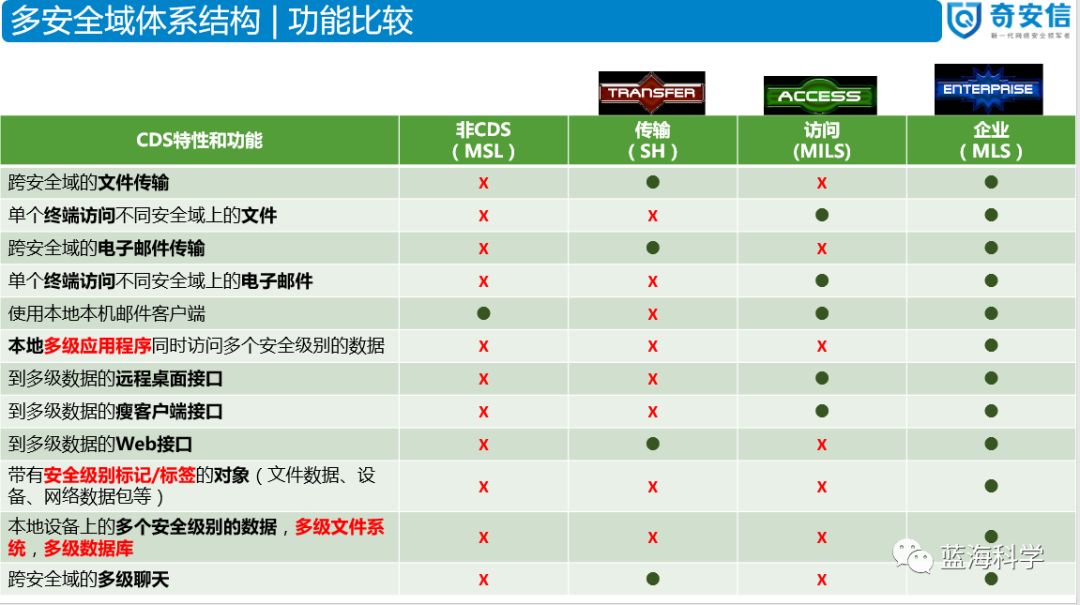 多安全域体系结构 | 功能比较
奇安信
新一代网络安全领军者
TRANSFER
ACCESS
ENTERPRISE
CDS特性和功能
非CDS
（MSL）
传输
（SH）
访问
(MILS)
企业
（MLS）
跨安全域的文件传输 X ● X ●
单个终端访问不同安全域上的文件 X X ● ●
跨安全域的电子邮件传输 X ● X ●
单个终端访问不同安全域上的电子邮件 X X ● ●
使用本地本机邮件客户端 ● X ● ●
本地多级应用程序同时访问多个安全级别的数据 X X X ●
到多级数据的远程桌面接口 X X ● ●
到多级数据的瘦客户端接口 X X ● ●
到多级数据的Web接口 X ● X ●
带有安全级别标记/标签的对象（文件数据、设
备、网络数据包等） X X X ●
本地设备上的多个安全级别的数据，多级文件系
统，多级数据库 X X X ●
跨安全域的多级聊天 X ● X ●
蓝海科学